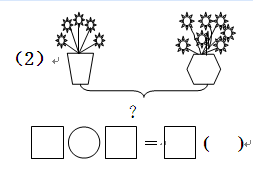 (2)
?
= ( )